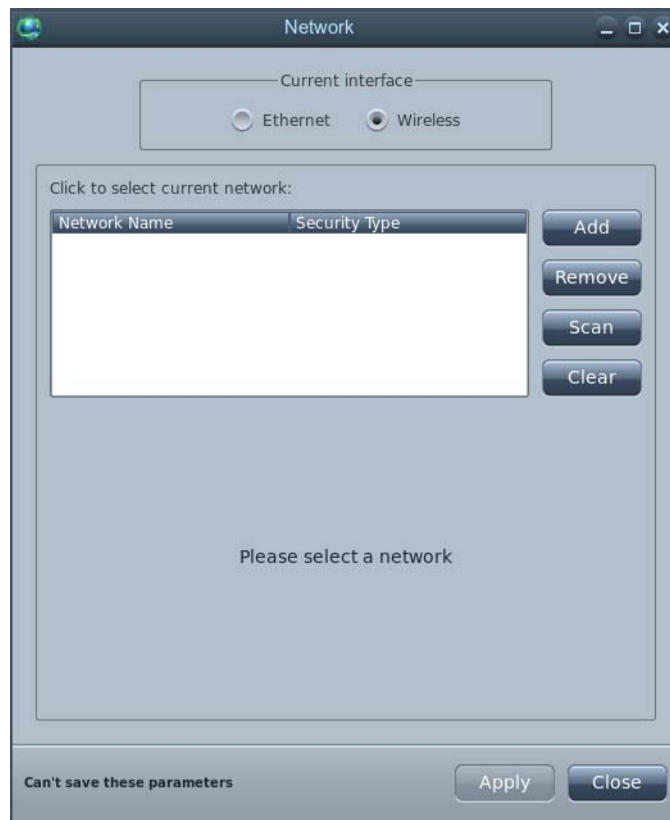 Network
Current interface
Ethernet Wireless
Click to select current network:
Network Name Security Type
Add
Remove
Scan
Clear
Please select a network
Can't save these parameters Apply Close